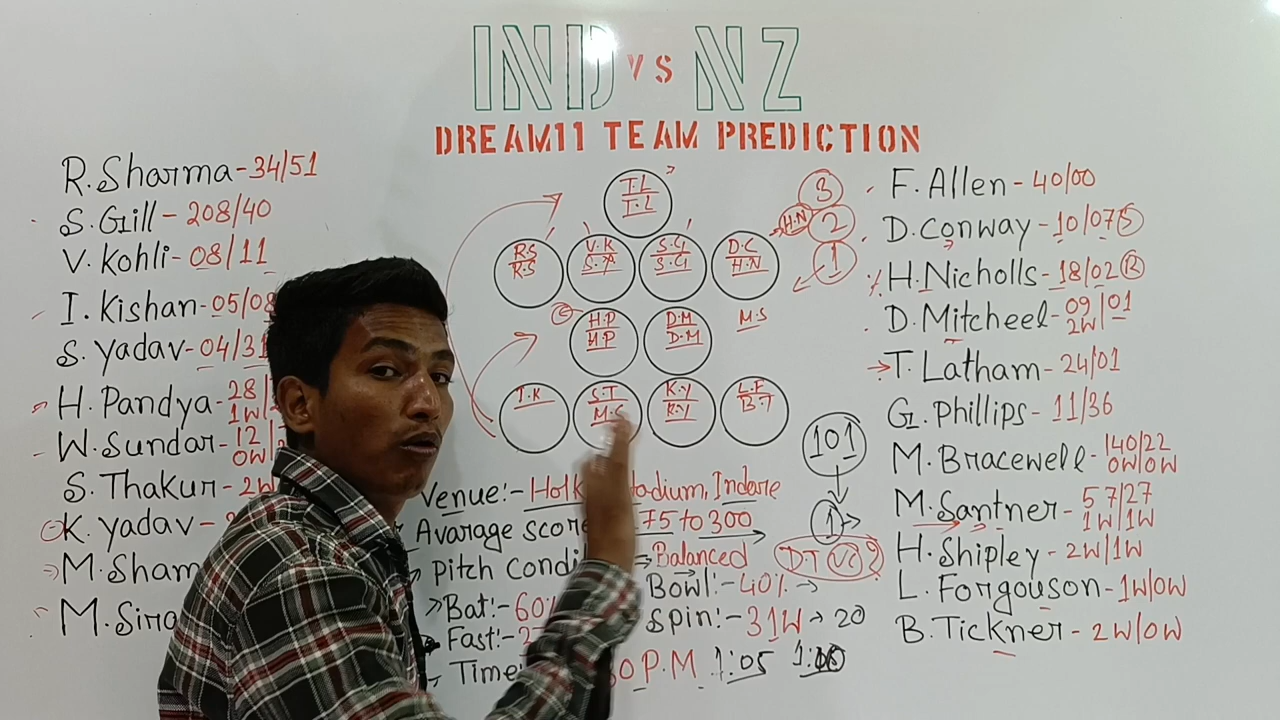 IND vs NZ
DREAM11 TEAM PREDICTION
R. Sharma - 34/51
S. Gill - 208/40
V. Kohli - 08/11
I. Kishan - 05/08
S. Yadav - 04/31
H. Pandya - 28/
1W/
W. Sundar - 12/
0W/
S. Thakur - 2W
K. yadav -
M. Sham
M. Sira
T.L
T.L
R.S
R.S
V.K
S.Y
S.G
S.G
D.C
H.N
H.N
3
2
1
H.P
H.P
D.M
D.M
M.S
I.K
S.T
M.S
K.Y
K.Y
L.F
B.T
101
1
D.T VC 2
Venue:- Holk tadium, Indore
Avarage score 75 to 300
Pitch Condi = Balanced
Bat:- 60% Bowl:- 40%
Fast:- 2 Spin:- 31W → 20
Time 0 P.M 1:05
F. Allen - 40/00
D. Conway - 10/07 S
H. Nicholls - 18/02 R
D. Mitcheel - 09/01
2W
T. Latham - 24/01
G. Phillips - 11/36
M. Bracewell - 140/22
0W/0W
M. Santner - 57/27
1W/1W
H. Shipley - 2W/1W
L. Forgouson - 1W/0W
B. Tickner - 2W/0W